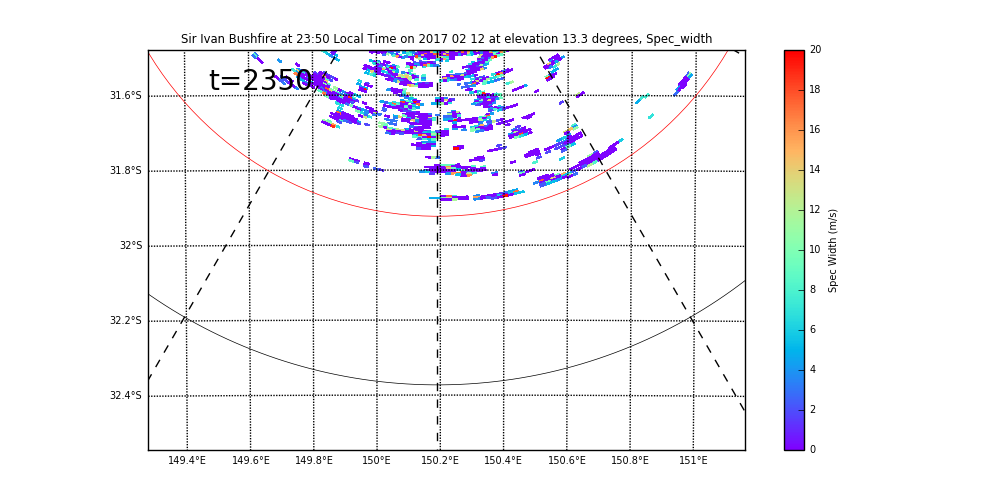 Sir Ivan Bushfire at 23:50 Local Time on 2017 02 12 at elevation 13.3 degrees, Spec_width
t=2350
31.6°S
31.8°S
32°S
32.2°S
32.4°S
149.4°E 149.6°E 149.8°E 150°E 150.2°E 150.4°E 150.6°E 150.8°E 151°E
20
18
16
14
12
10
8
6
4
2
0
Spec Width (m/s)